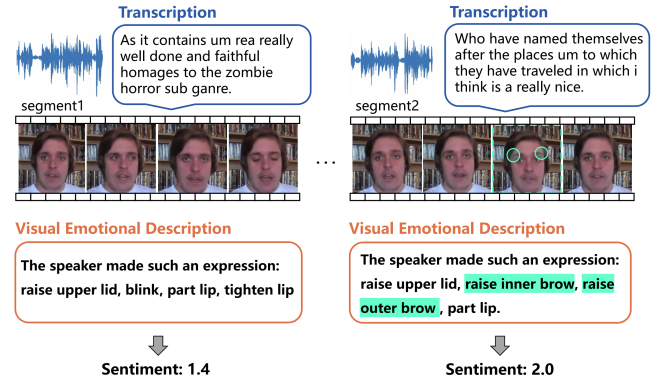 Transcription
As it contains um rea really
well done and faithful
homages to the zombie
horror sub ganre.
segment1
Visual Emotional Description
The speaker made such an expression:
raise upper lid, blink, part lip, tighten lip
Sentiment: 1.4
...
Transcription
Who have named themselves
after the places um to which
they have traveled in which i
think is a really nice.
segment2
Visual Emotional Description
The speaker made such an expression:
raise upper lid, raise inner brow, raise
outer brow , part lip.
Sentiment: 2.0